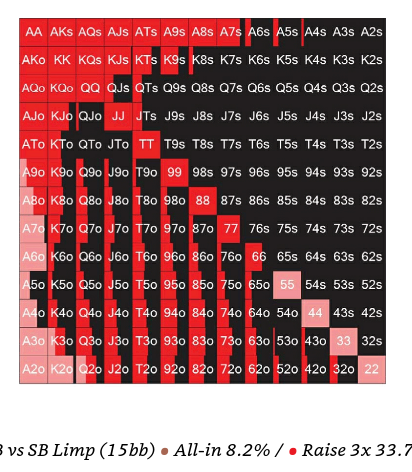 AA AKs AQs AJs ATs A9s A8s A7s A6s A5s A4s A3s A2s
AKo KK KQs KJs KTs K9s K8s K7s K6s K5s K4s K3s K2s
AQo KQo QQ QJs QTs Q9s Q8s Q7s Q6s Q5s Q4s Q3s Q2s
AJo KJo QJo JJ JTs J9s J8s J7s J6s J5s J4s J3s J2s
ATo KTo QTo JTo TT T9s T8s T7s T6s T5s T4s T3s T2s
A9o K9o Q9o J9o T9o 99 98s 97s 96s 95s 94s 93s 92s
A8o K8o Q8o J8o T8o 98o 88 87s 86s 85s 84s 83s 82s
A7o K7o Q7o J7o T7o 97o 87o 77 76s 75s 74s 73s 72s
A6o K6o Q6o J6o T6o 96o 86o 76o 66 65s 64s 63s 62s
A5o K5o Q5o J5o T5o 95o 85o 75o 65o 55 54s 53s 52s
A4o K4o Q4o J4o T4o 94o 84o 74o 64o 54o 44 43s 42s
A3o K3o Q3o J3o T3o 93o 83o 73o 63o 53o 43o 33 32s
A2o K2o Q2o J2o T2o 92o 82o 72o 62o 52o 42o 32o 22
vs SB Limp (15bb) • All-in 8.2% / • Raise 3x 33.7